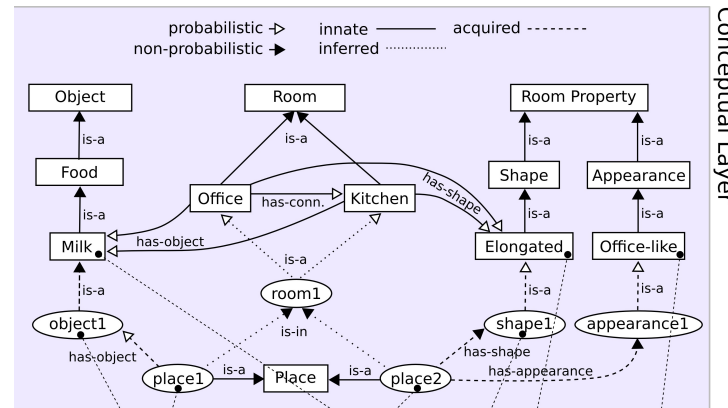 probabilistic innate acquired
non-probabilistic inferred
Conceptual Layer
Object Room Room Property
is-a is-a is-a is-a
Food Shape Appearance
is-a has-shape is-a is-a
Office has-conn. Kitchen
Milk has-object Elongated Office-like
is-a is-a is-a is-a
room1
object1 is-in shape1 appearance1
has-object has-shape
place1 is-a Place is-a place2 has-appearance